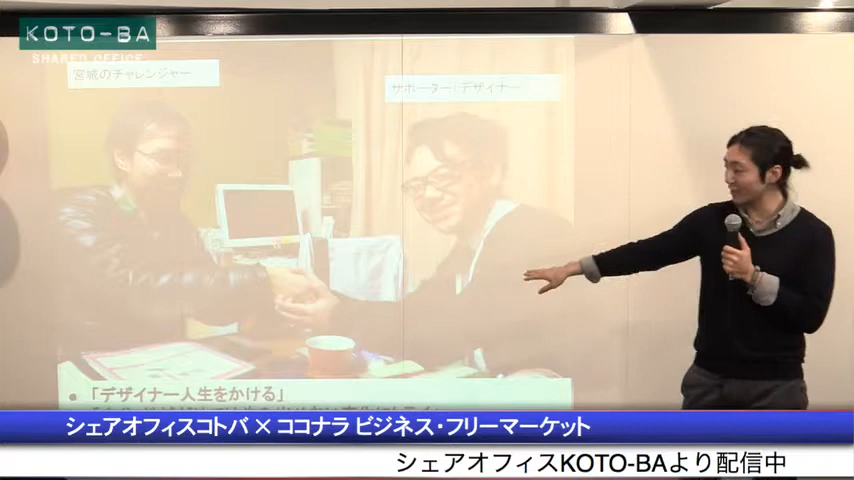 KOTO-BA
SHARED OFFICE
宮城のチャレンジャー
サポーター：デザイナー
● 「デザイナー人生をかける」
シェアオフィスコトバ × ココナラ ビジネス・フリーマーケット
シェアオフィスKOTO-BAより配信中